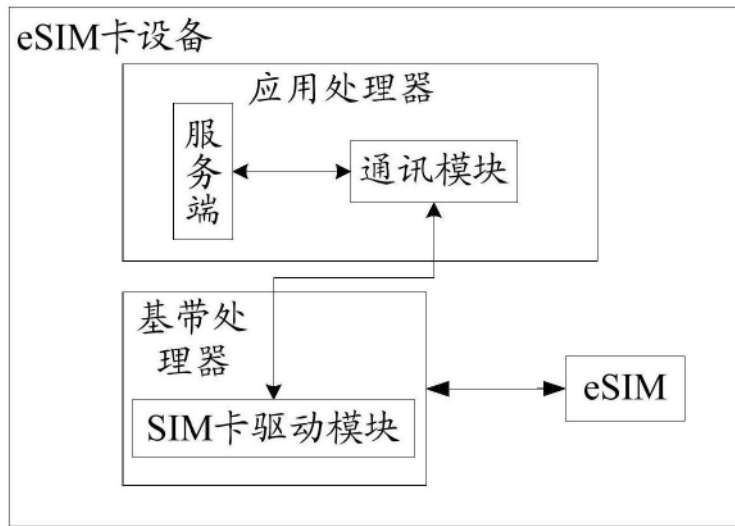 eSIM卡设备
应用处理器
服
务
端
通讯模块
基带处
理器
SIM卡驱动模块
eSIM